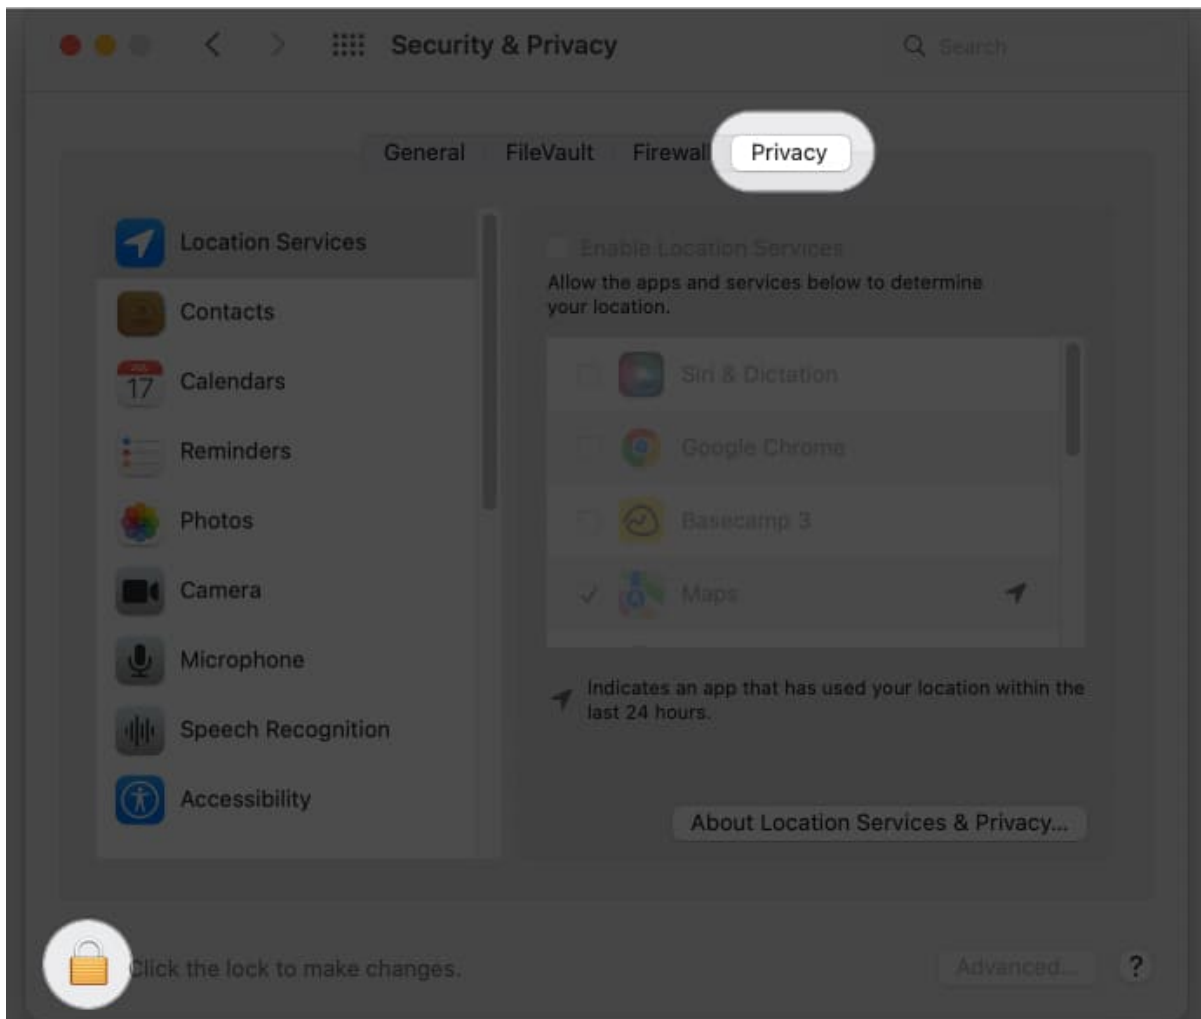 Security & Privacy
Search
General FileVault Firewall Privacy
Location Services
Contacts
JUL
17
Calendars
Reminders
Photos
Camera
Microphone
Speech Recognition
Accessibility
Enable Location Services
Allow the apps and services below to determine
your location.
Siri & Dictation
Google Chrome
Basecamp 3
Maps
Indicates an app that has used your location within the
last 24 hours.
About Location Services & Privacy...
Click the lock to make changes.
Advanced...
?